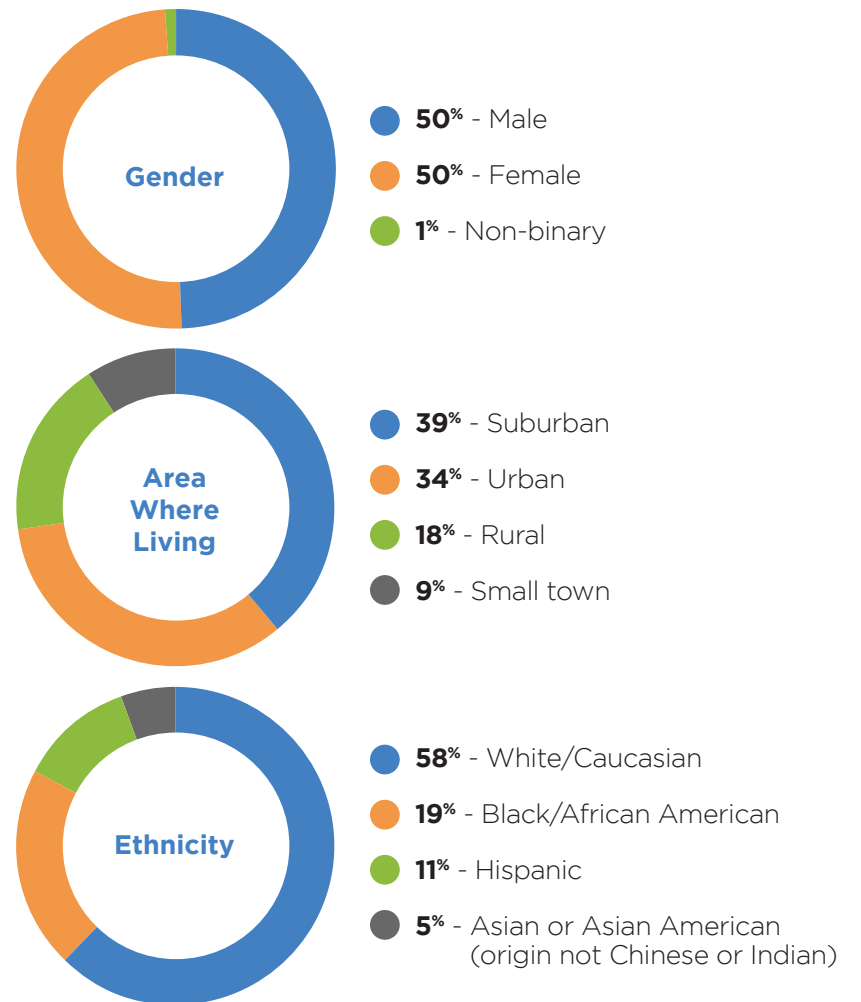 Gender
50% - Male
50% - Female
1% - Non-binary
Area
Where
Living
39% - Suburban
34% - Urban
18% - Rural
9% - Small town
Ethnicity
58% - White/Caucasian
19% - Black/African American
11% - Hispanic
5% - Asian or Asian American
(origin not Chinese or Indian)